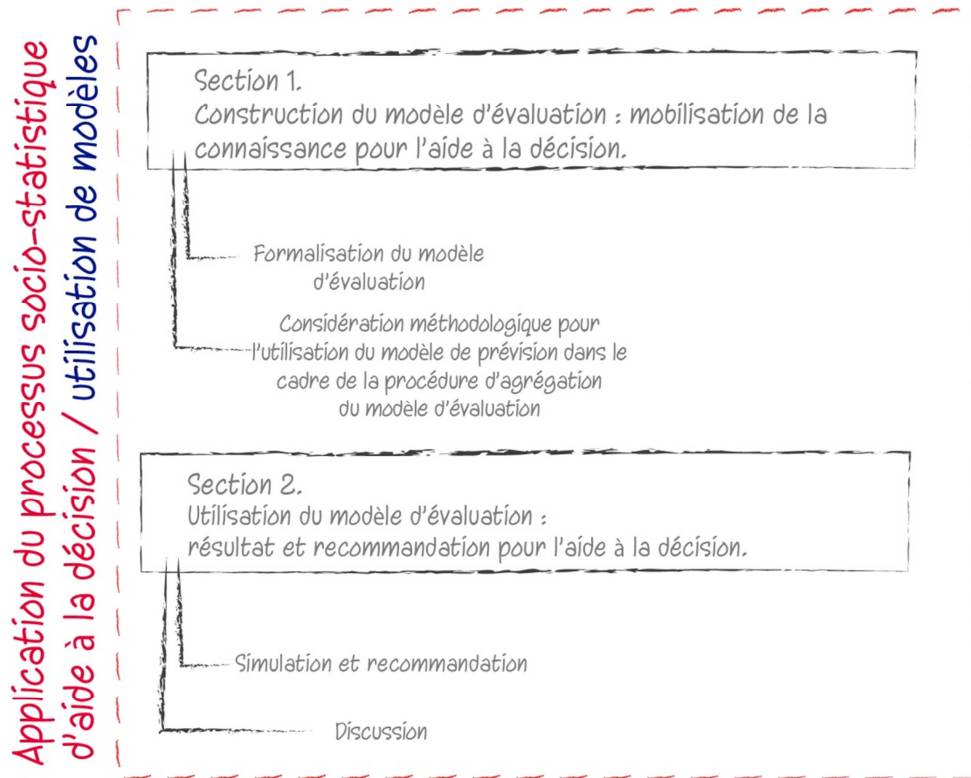 Application du processus socio-statistique
d'aide à la décision / utilisation de modèles
Section 1.
Construction du modèle d'évaluation : mobilisation de la
connaissance pour l'aide à la décision.
Formalisation du modèle
d'évaluation
Considération méthodologique pour
l'utilisation du modèle de prévision dans le
cadre de la procédure d'agrégation
du modèle d'évaluation
Section 2.
Utilisation du modèle d'évaluation :
résultat et recommandation pour l'aide à la décision.
Simulation et recommandation
Discussion